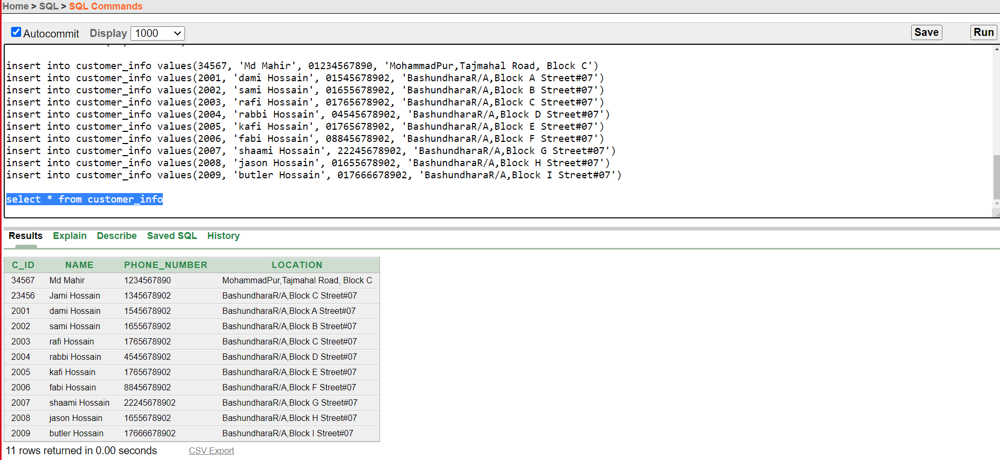 Home > SQL > SQL Commands
Autocommit Display 1000 Save Run
insert into customer_info values(34567, 'Md Mahir', 01234567890, 'MohammadPur,Tajmahal Road, Block C')
insert into customer_info values(2001, 'dami Hossain', 01545678902, 'BashundharaR/A,Block A Street#07')
insert into customer_info values(2002, 'sami Hossain', 01655678902, 'BashundharaR/A,Block B Street#07')
insert into customer_info values(2003, 'rafi Hossain', 01765678902, 'BashundharaR/A,Block C Street#07')
insert into customer_info values(2004, 'rabbi Hossain', 04545678902, 'BashundharaR/A,Block D Street#07')
insert into customer_info values(2005, 'kafi Hossain', 01765678902, 'BashundharaR/A,Block E Street#07')
insert into customer_info values(2006, 'fabi Hossain', 08845678902, 'BashundharaR/A,Block F Street#07')
insert into customer_info values(2007, 'shaami Hossain', 22245678902, 'BashundharaR/A,Block G Street#07')
insert into customer_info values(2008, 'jason Hossain', 01655678902, 'BashundharaR/A,Block H Street#07')
insert into customer_info values(2009, 'butler Hossain', 017666678902, 'BashundharaR/A,Block I Street#07')
select * from customer_info
Results Explain Describe Saved SQL History
C_ID NAME PHONE_NUMBER LOCATION
34567 Md Mahir 1234567890 MohammadPur,Tajmahal Road, Block C
23456 Jami Hossain 1345678902 BashundharaR/A,Block C Street#07
2001 dami Hossain 1545678902 BashundharaR/A,Block A Street#07
2002 sami Hossain 1655678902 BashundharaR/A,Block B Street#07
2003 rafi Hossain 1765678902 BashundharaR/A,Block C Street#07
2004 rabbi Hossain 4545678902 BashundharaR/A,Block D Street#07
2005 kafi Hossain 1765678902 BashundharaR/A,Block E Street#07
2006 fabi Hossain 8845678902 BashundharaR/A,Block F Street#07
2007 shaami Hossain 22245678902 BashundharaR/A,Block G Street#07
2008 jason Hossain 1655678902 BashundharaR/A,Block H Street#07
2009 butler Hossain 17666678902 BashundharaR/A,Block I Street#07
11 rows returned in 0.00 seconds CSV Export